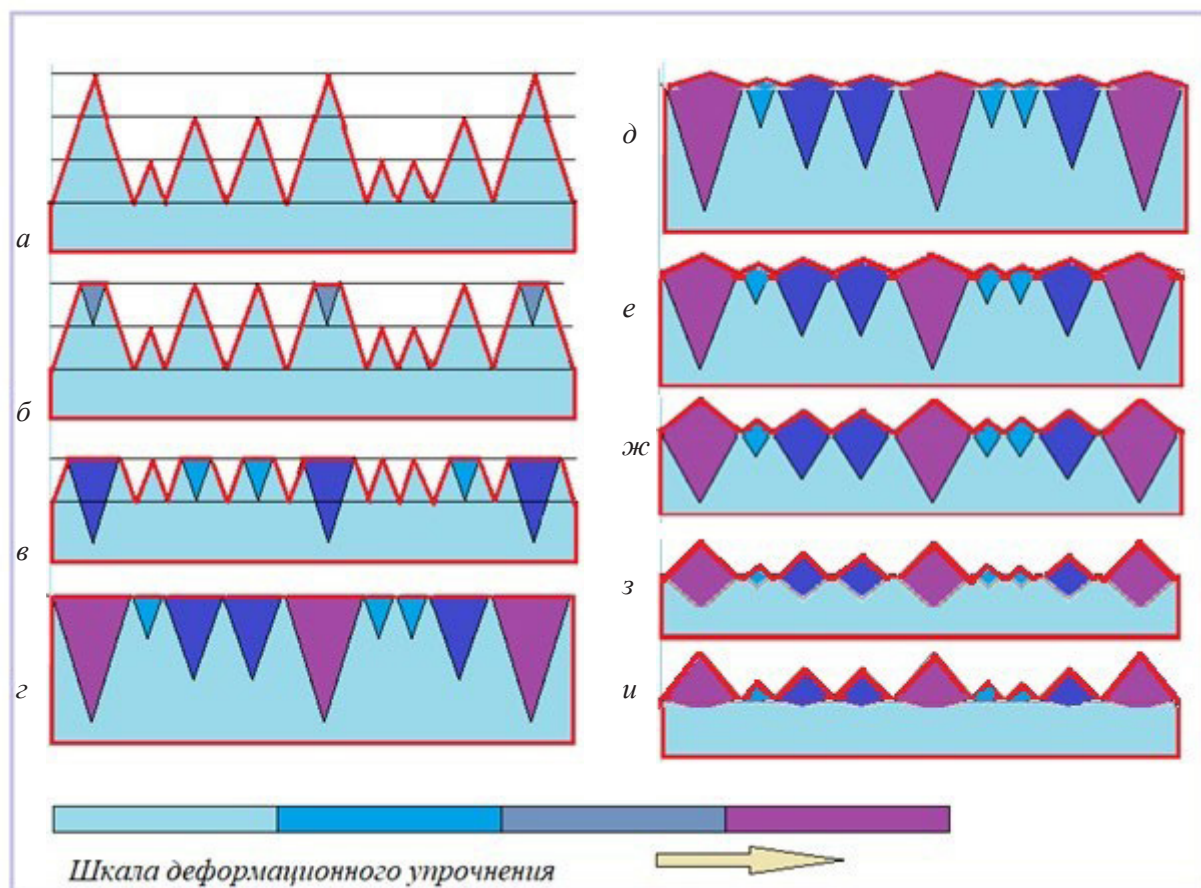 а
б
в
г
д
е
ж
з
и
Шкала деформационного упрочнения